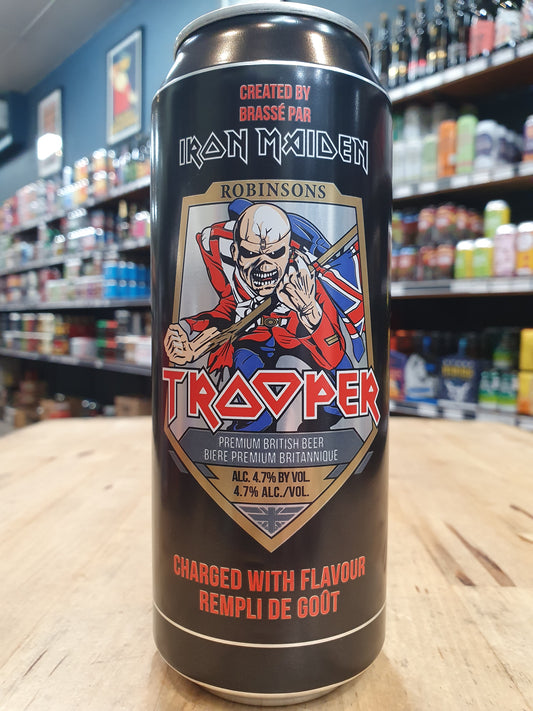 CREATED BY
BRASSÉ PAR
IRON MAIDEN
ROBINSONS
TROOPER
PREMIUM BRITISH BEER
BIERE PREMIUM BRITANNIQUE
ALC. 4.7% BY VOL.
4.7% ALC./VOL.
CHARGED WITH FLAVOUR
REMPLI DE GOÛT